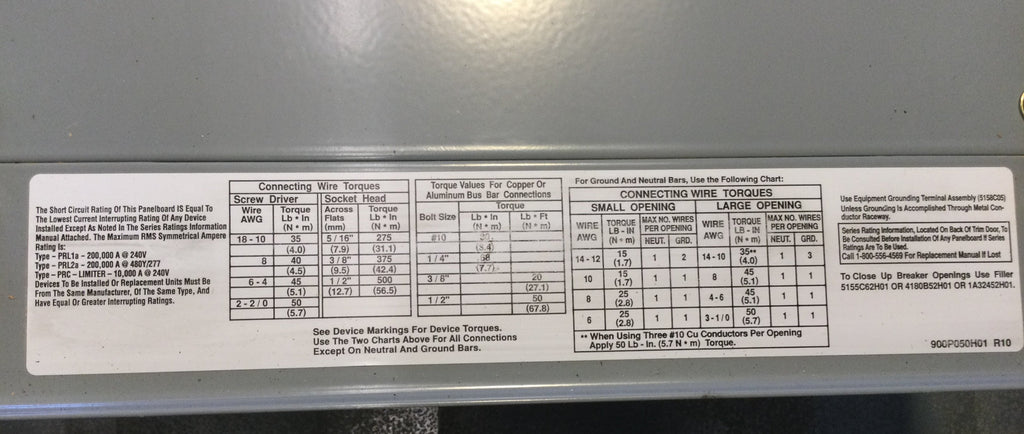 The Short Circuit Rating Of This Panelboard IS Equal To
The Lowest Current Interrupting Rating Of Any Device
Installed Except As Noted In The Series Ratings Information
Manual Attached. The Maximum RMS Symmetrical Ampere
Rating Is:
Type - PRL1a - 200,000 A @ 240V
Type - PRL2a - 200,000 A @ 480Y/277
Type - PRC - LIMITER - 10,000 A @ 240V
Devices To Be Installed Or Replacement Units Must Be
From The Same Manufacturer, Of The Same Type, And
Have Equal Or Greater Interrupting Ratings.
Connecting Wire Torques
Screw Driver Socket Head
Wire Torque Across Torque
AWG Lb • In Flats Lb • In
(N • m) (mm) (N • m)
18 - 10 35 5 / 16" 275
(4.0) (7.9) (31.1)
8 40 3 / 8" 375
(4.5) (9.5) (42.4)
6 - 4 45 1 / 2" 500
(5.1) (12.7) (56.5)
2 - 2 / 0 50
(5.7)
See Device Markings For Device Torques.
Use The Two Charts Above For All Connections
Except On Neutral And Ground Bars.
Torque Values For Copper Or
Aluminum Bus Bar Connections
Torque
Bolt Size Lb • In Lb • Ft
(N • m) (N • m)
#10
1 / 4" 68
(7.7)
3 / 8" 20
(27.1)
1 / 2" 50
(67.8)
For Ground And Neutral Bars, Use the Following Chart:
CONNECTING WIRE TORQUES
SMALL OPENING LARGE OPENING
WIRE TORQUE MAX NO. WIRES WIRE TORQUE MAX NO. WIRES
AWG LB - IN PER OPENING AWG LB - IN PER OPENING
(N • m) NEUT. GRD. (N • m) NEUT. GRD.
14 - 12 15 1 2 14 - 10 35** 1 3
(1.7) (4.0)
10 15 1 1 8 45 1 1
(1.7) (5.1)
8 25 1 1 4 - 6 45 1 1
(2.8) (5.1)
6 25 1 1 3 - 1 / 0 50 1 1
(2.8) (5.7)
** When Using Three #10 Cu Conductors Per Opening
Apply 50 Lb - In. (5.7 N • m) Torque.
Use Equipment Grounding Terminal Assembly (5158C05)
Unless Grounding Is Accomplished Through Metal Con-
ductor Raceway.
Series Rating Information, Located On Back Of Trim Door, To
Be Consulted Before Installation Of Any Panelboard If Series
Ratings Are To Be Used.
Call 1-800-556-4569 For Replacement Manual If Lost
To Close Up Breaker Openings Use Filler
5155C62H01 OR 4180B52H01 OR 1A32452H01.
900P050H01 R10